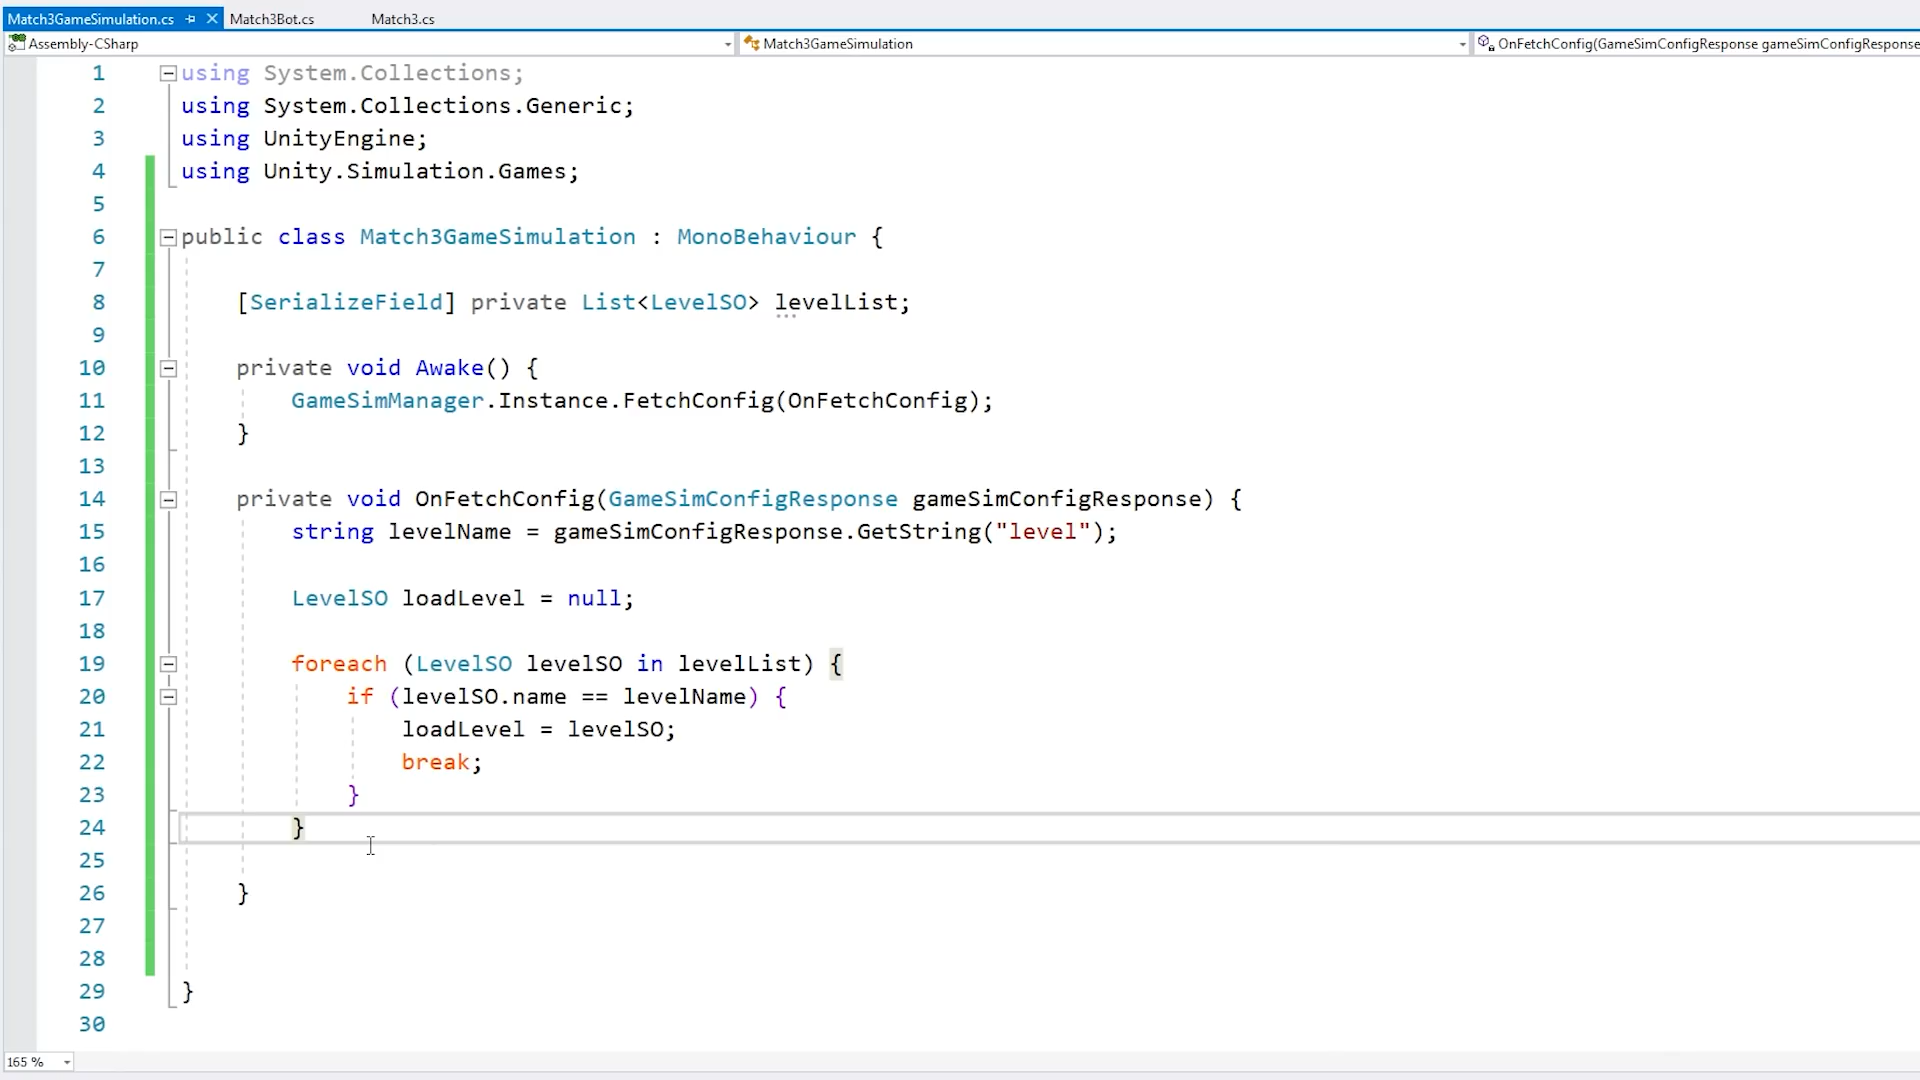 Match3GameSimulation.cs Match3Bot.cs Match3.cs
Assembly-CSharp Match3GameSimulation OnFetchConfig(GameSimConfigResponse gameSimConfigResponse
1 using System.Collections;
2 using System.Collections.Generic;
3 using UnityEngine;
4 using Unity.Simulation.Games;
5
6 public class Match3GameSimulation : MonoBehaviour {
7
8 [SerializeField] private List<LevelSO> levelList;
9
10 private void Awake() {
11 GameSimManager.Instance.FetchConfig(OnFetchConfig);
12 }
13
14 private void OnFetchConfig(GameSimConfigResponse gameSimConfigResponse) {
15 string levelName = gameSimConfigResponse.GetString("level");
16
17 LevelSO loadLevel = null;
18
19 foreach (LevelSO levelSO in levelList) {
20 if (levelSO.name == levelName) {
21 loadLevel = levelSO;
22 break;
23 }
24 }
25
26 }
27
28
29 }
30
165 %